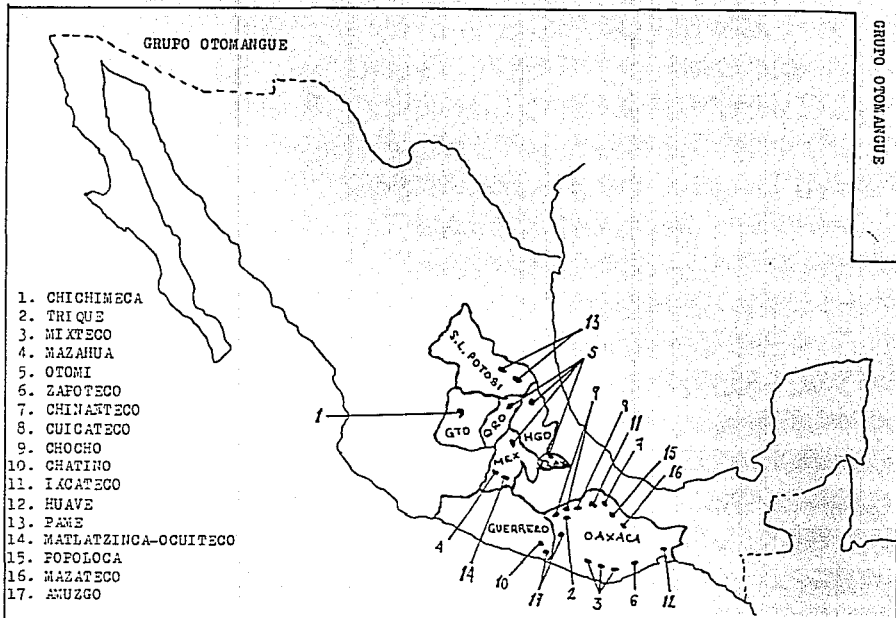 GRUPO OTOMANGUE
GRUPO OTOMANGUE
1. CHICHIMECA
2. TRIQUE
3. MIXTECO
4. MAZAHUA
5. OTOMI
6. ZAPOTECO
7. CHINANTECO
8. CUICATECO
9. CHOCHO
10. CHATINO
11. IXCATECO
12. HUAVE
13. PAME
14. MATLATZINCA-OCUITECO
15. POPOLOCA
16. MAZATECO
17. AMUZGO
13
S.L. POTOSI
5
9
8
11
7
15
16
1
GTO
QRO
HGO
MEX
TLAX
GUERRERO
OAXACA
4
14
10
17
2
3
6
12